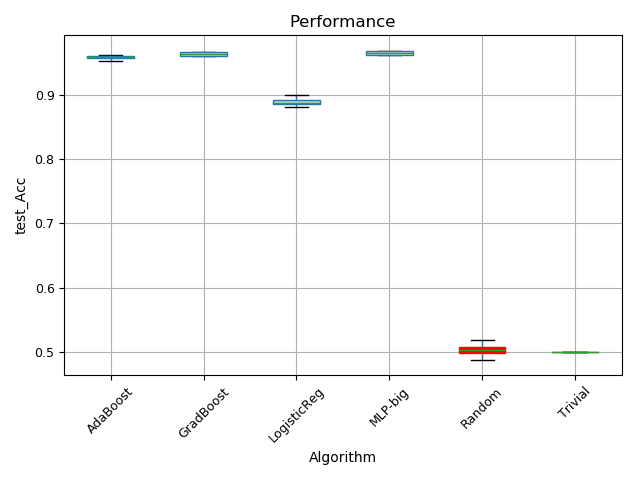 Performance
test_Acc
0.9
0.8
0.7
0.6
0.5
AdaBoost
GradBoost
LogisticReg
MLP-big
Random
Trivial
Algorithm